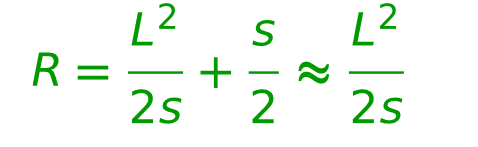 R = L²/2s + s/2 ≈ L²/2s